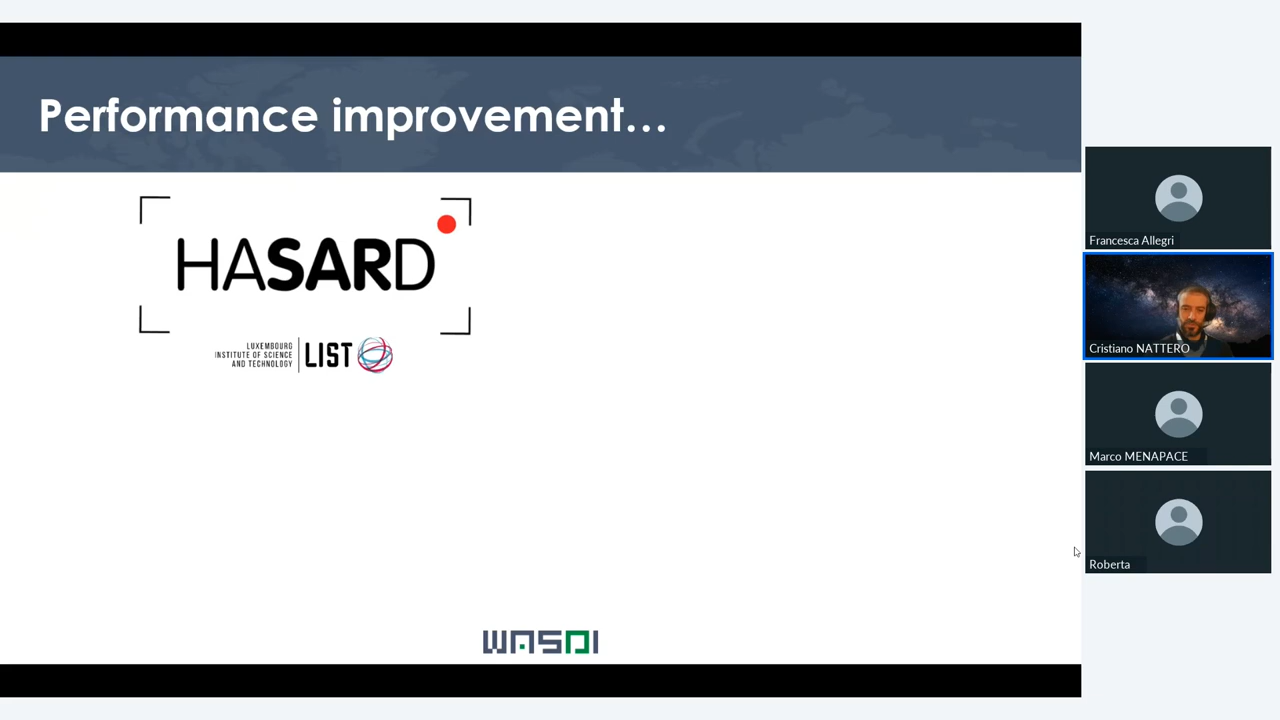 Performance improvement...
HASARD
LUXEMBOURG
INSTITUTE OF SCIENCE
AND TECHNOLOGY
LIST
WASDI
Francesca Allegri
Cristiano NATTERO
Marco MENAPACE
Roberta